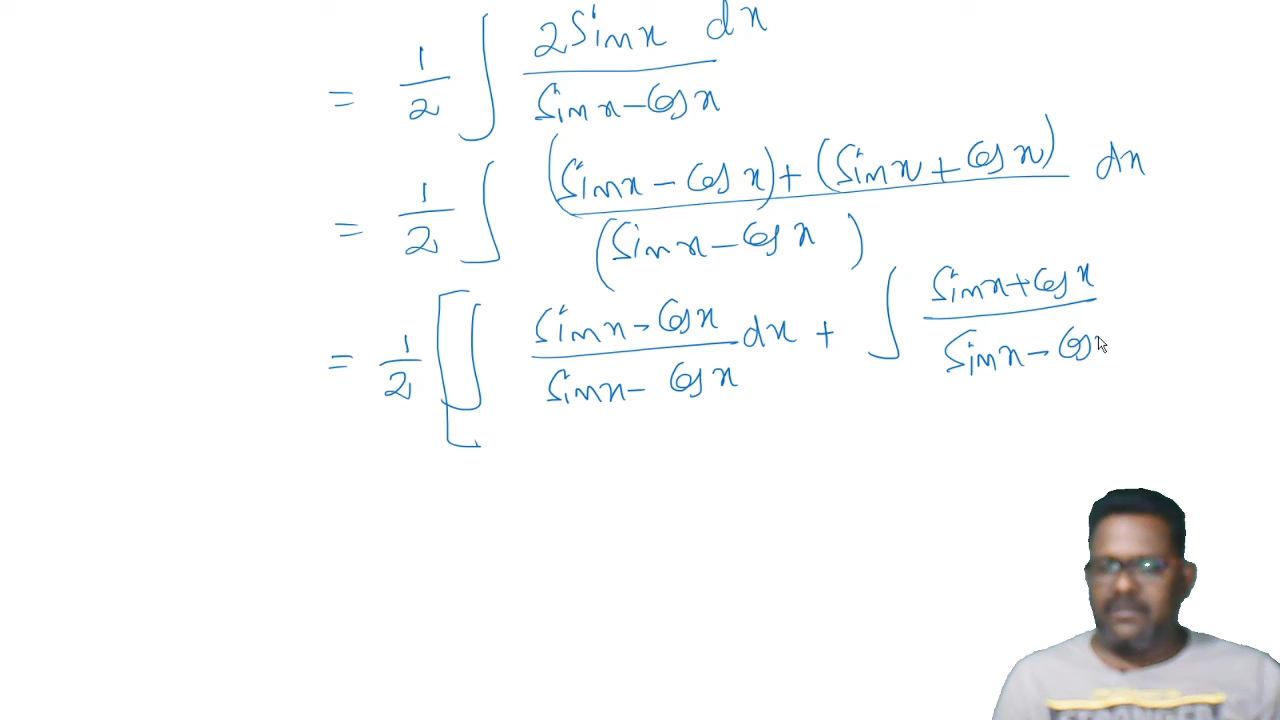 = 1/2 ∫ 2Sinx dx / Sinx - Cosx
= 1/2 ∫ (Sinx - Cosx) + (Sinx + Cosx) / (Sinx - Cosx) dx
= 1/2 [∫ Sinx - Cosx / Sinx - Cosx dx + ∫ Sinx + Cosx / Sinx - Cos